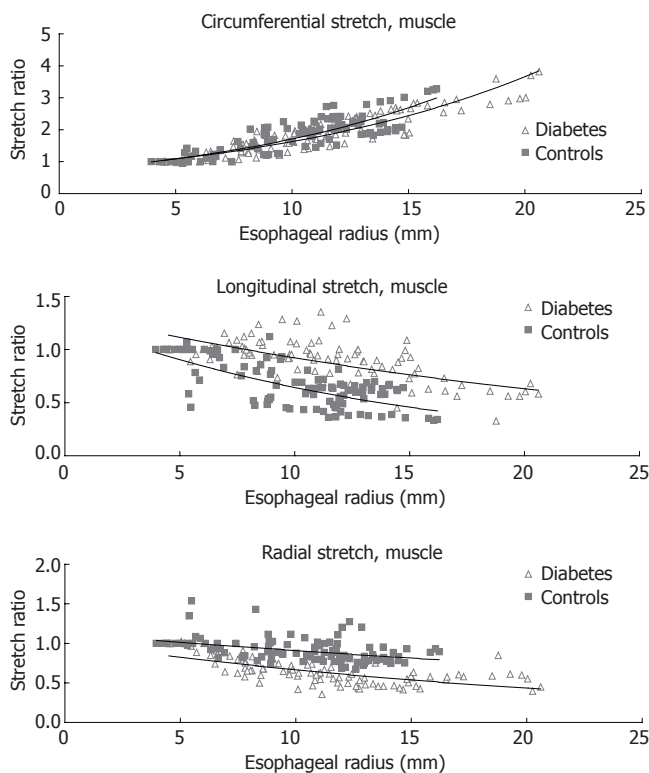 Circumferential stretch, muscle
5
4
3
2
1
0
Stretch ratio
Diabetes
Controls
0 5 10 15 20 25
Esophageal radius (mm)
Longitudinal stretch, muscle
1.5
1.0
0.5
0.0
Stretch ratio
Diabetes
Controls
0 5 10 15 20 25
Esophageal radius (mm)
Radial stretch, muscle
2.0
1.5
1.0
0.5
0.0
Stretch ratio
Diabetes
Controls
0 5 10 15 20 25
Esophageal radius (mm)